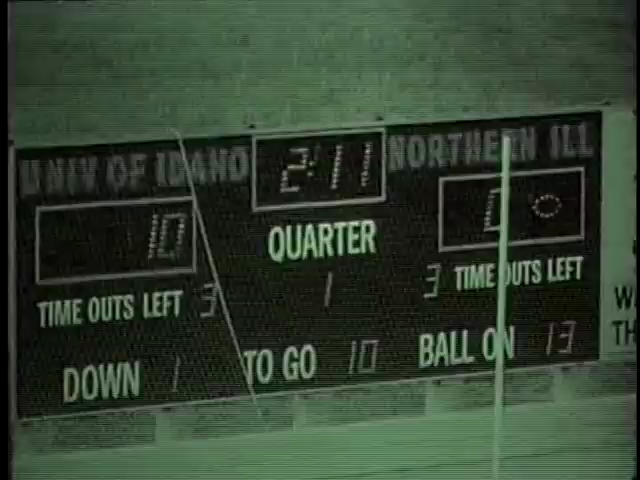 UNIV OF IDAHO 2:11 NORTHERN ILL
10
QUARTER
TIME OUTS LEFT 3 1 3 TIME OUTS LEFT
DOWN 1 TO GO 10 BALL ON 13